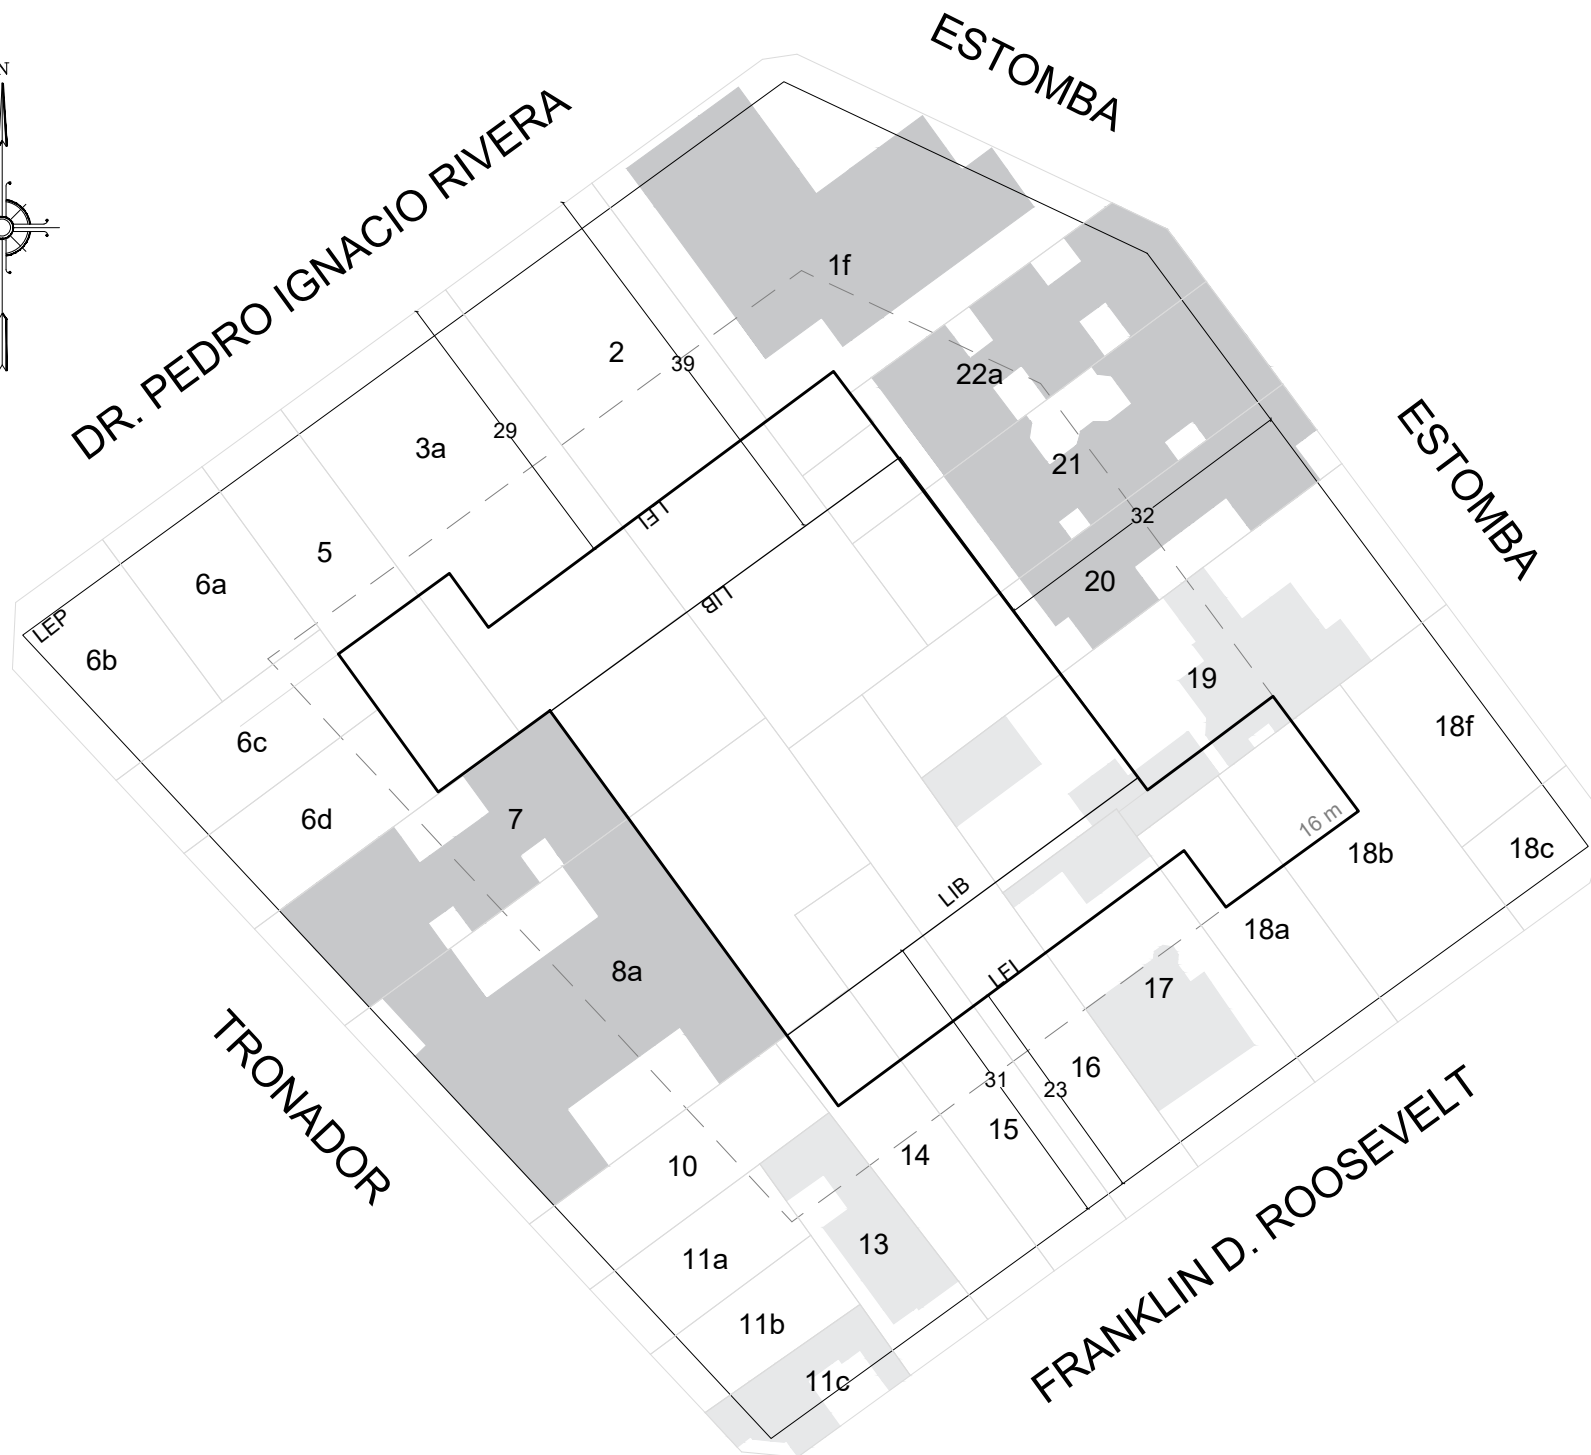 ESTOMBA
N
DR. PEDRO IGNACIO RIVERA
1f
2
39
22a
29
3a
ESTOMBA
21
LEI
32
5
6a
20
LIB
LEP
6b
19
6c
18f
7
6d
16 m
18b
18c
LIB
18a
8a
LEI
17
TRONADOR
16
31
23
15
14
10
FRANKLIN D. ROOSEVELT
13
11a
11b
11c